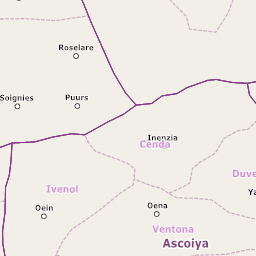 Roselare
Soignies
Puurs
Inenzia
Cenda
Duve
Ivenol
Ya
Oein
Oena
Ventona
Ascoiya